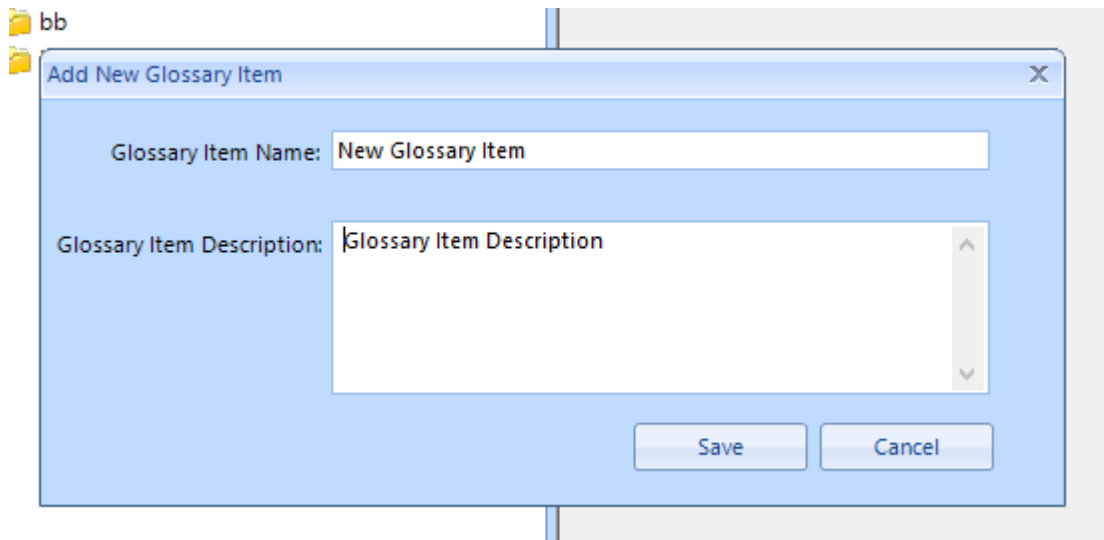 bb
Add New Glossary Item
Glossary Item Name: New Glossary Item
Glossary Item Description: Glossary Item Description
Save Cancel